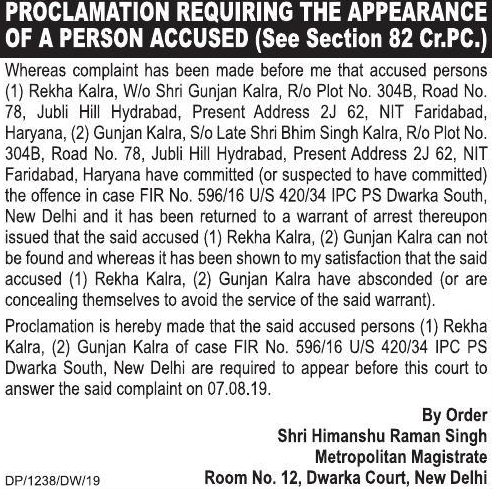 PROCLAMATION REQUIRING THE APPEARANCE
OF A PERSON ACCUSED (See Section 82 Cr.PC.)
Whereas complaint has been made before me that accused persons
(1) Rekha Kalra, W/o Shri Gunjan Kalra, R/o Plot No. 304B, Road No.
78, Jubli Hill Hydrabad, Present Address 2J 62, NIT Faridabad,
Haryana, (2) Gunjan Kalra, S/o Late Shri Bhim Singh Kalra, R/o Plot No.
304B, Road No. 78, Jubli Hill Hydrabad, Present Address 2J 62, NIT
Faridabad, Haryana have committed (or suspected to have committed)
the offence in case FIR No. 596/16 U/S 420/34 IPC PS Dwarka South,
New Delhi and it has been returned to a warrant of arrest thereupon
issued that the said accused (1) Rekha Kalra, (2) Gunjan Kalra can not
be found and whereas it has been shown to my satisfaction that the said
accused (1) Rekha Kalra, (2) Gunjan Kalra have absconded (or are
concealing themselves to avoid the service of the said warrant).
Proclamation is hereby made that the said accused persons (1) Rekha
Kalra, (2) Gunjan Kalra of case FIR No. 596/16 U/S 420/34 IPC PS
Dwarka South, New Delhi are required to appear before this court to
answer the said complaint on 07.08.19.
By Order
Shri Himanshu Raman Singh
Metropolitan Magistrate
DP/1238/DW/19 Room No. 12, Dwarka Court, New Delhi